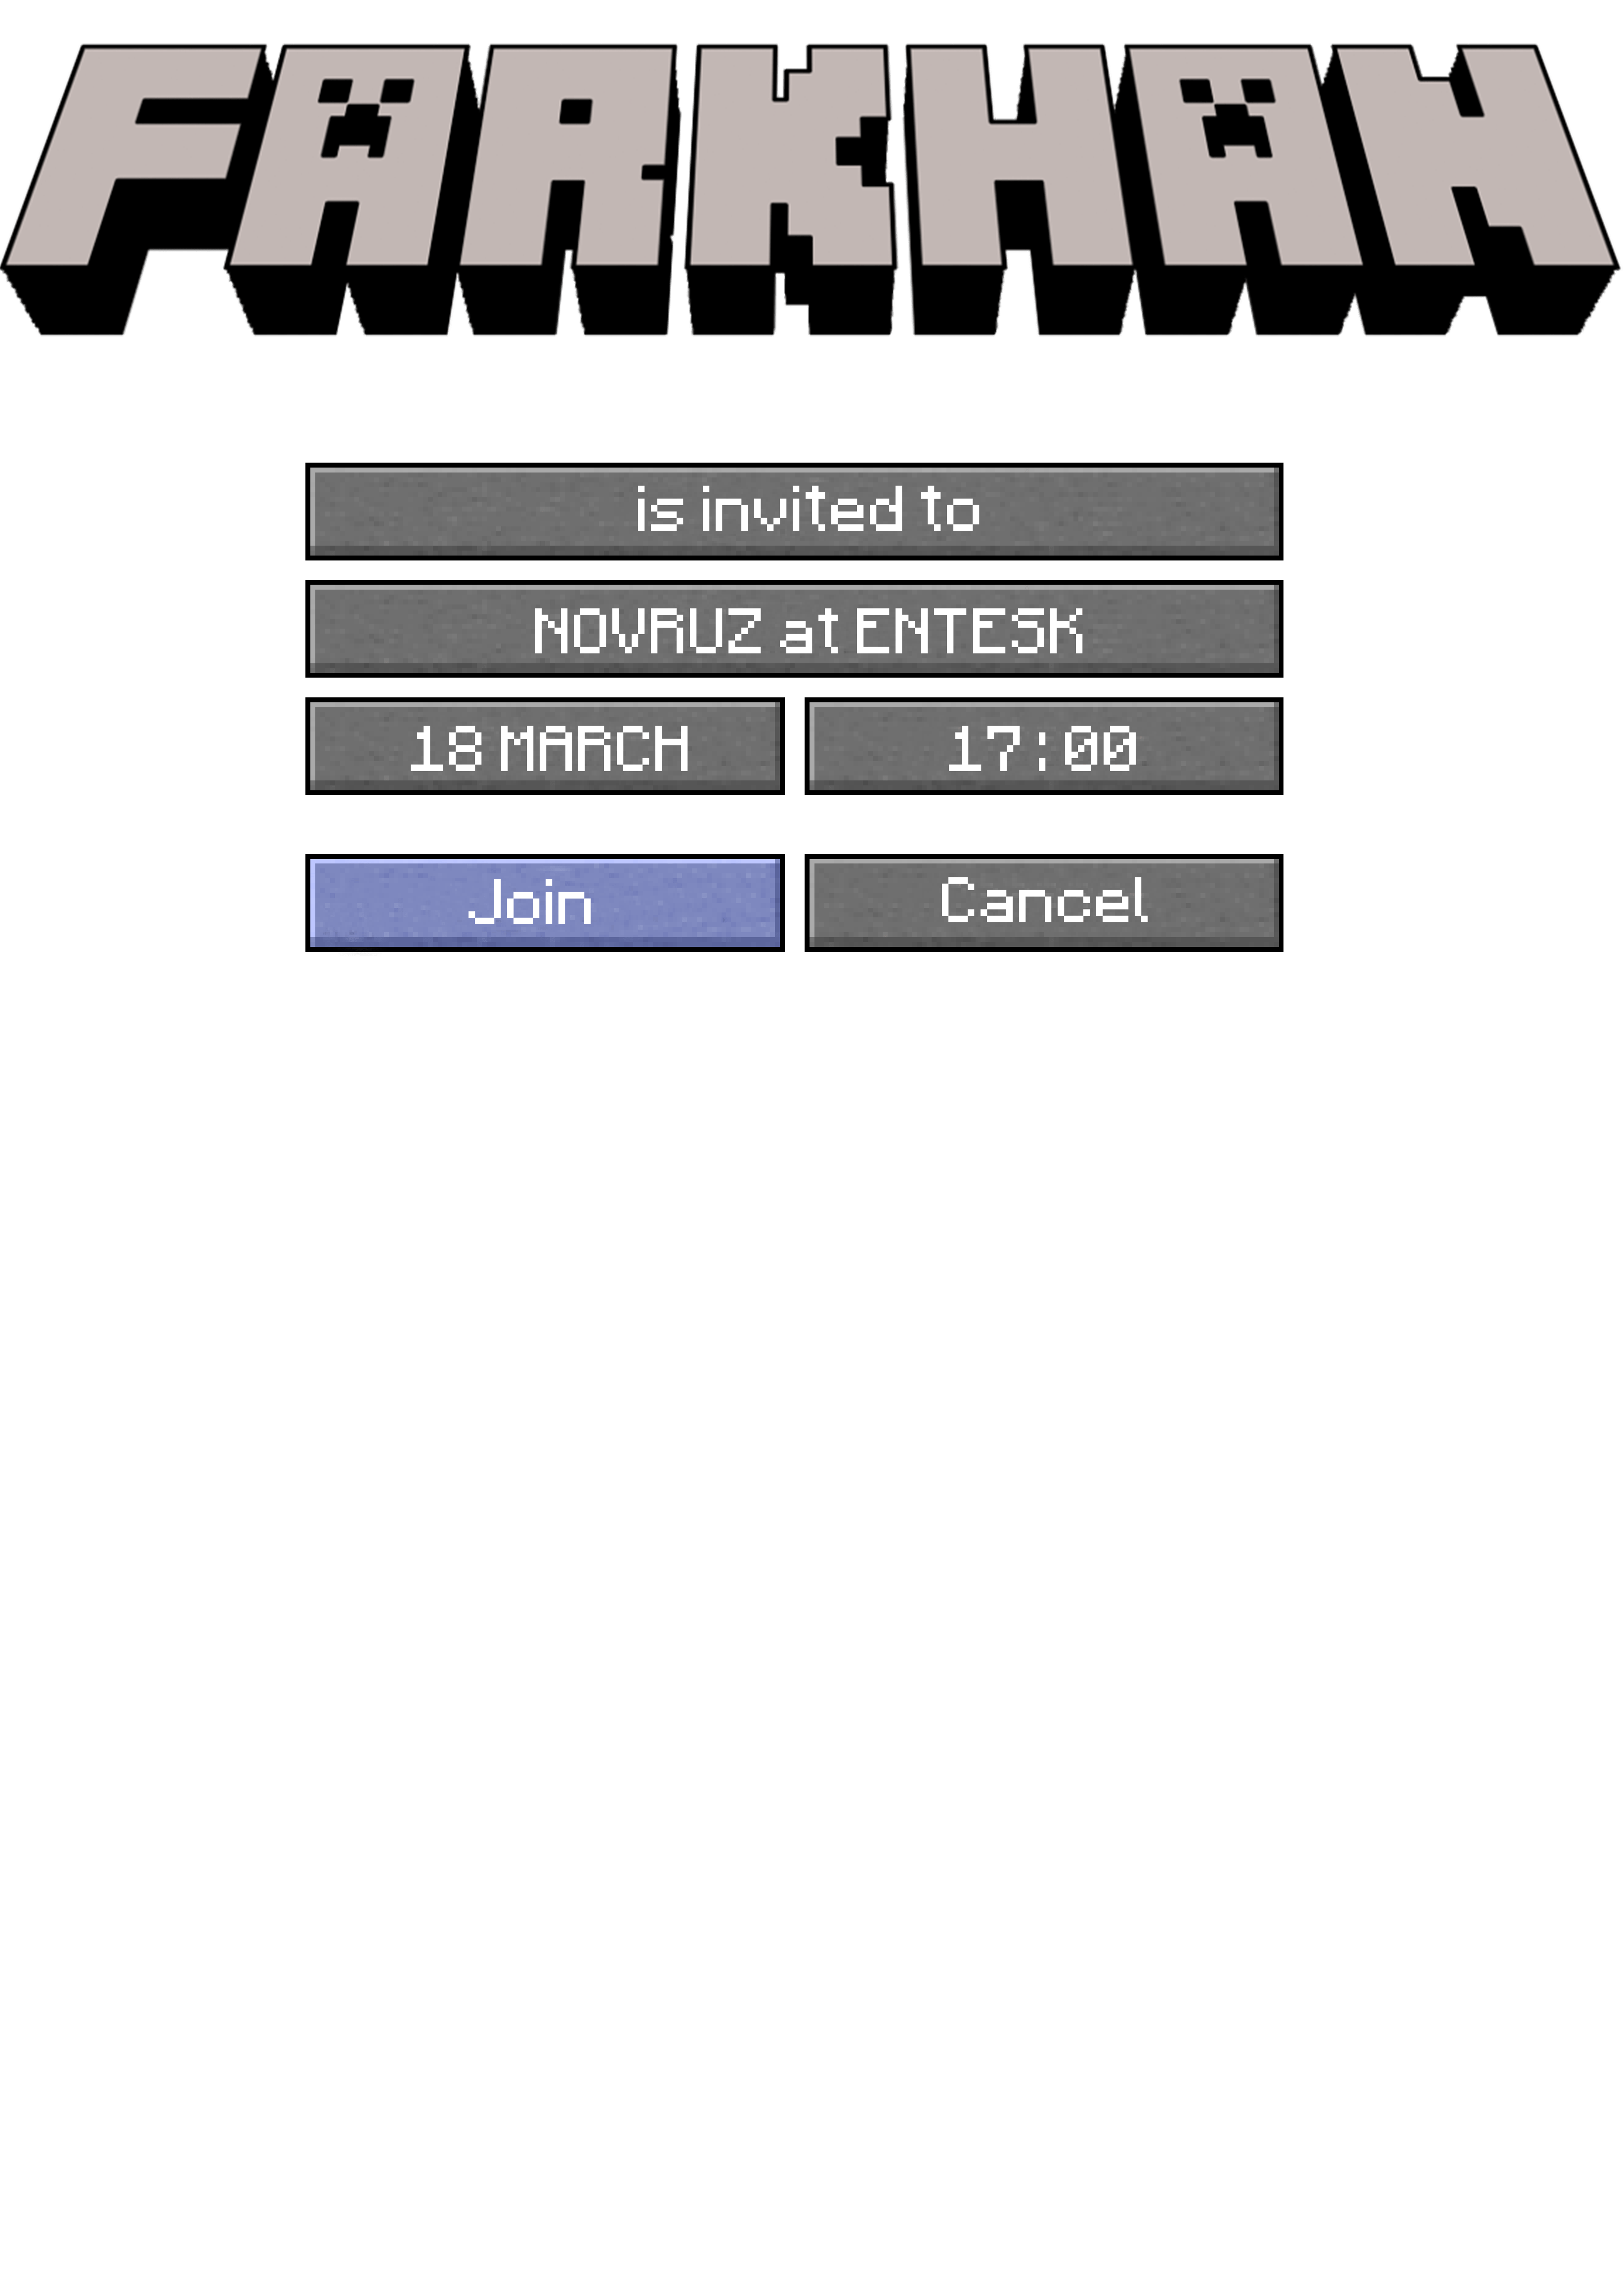 FARKHAN
is invited to
NOVRUZ at ENTESK
18 MARCH
17:00
Join
Cancel